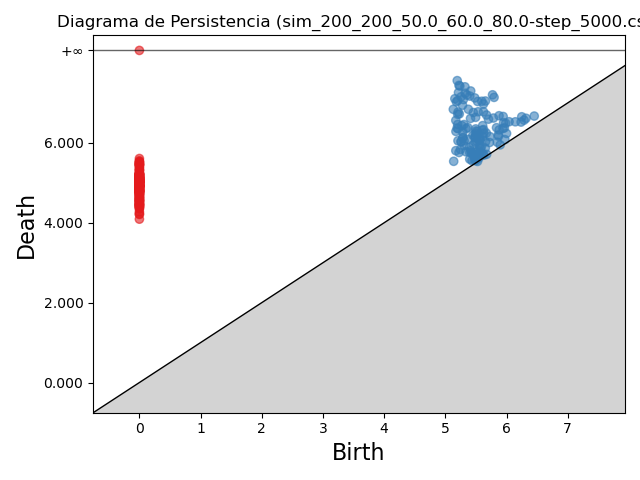 Diagrama de Persistencia (sim_200_200_50.0_60.0_80.0-step_5000.cs
+∞
6.000
4.000
2.000
0.000
Death
0 1 2 3 4 5 6 7
Birth